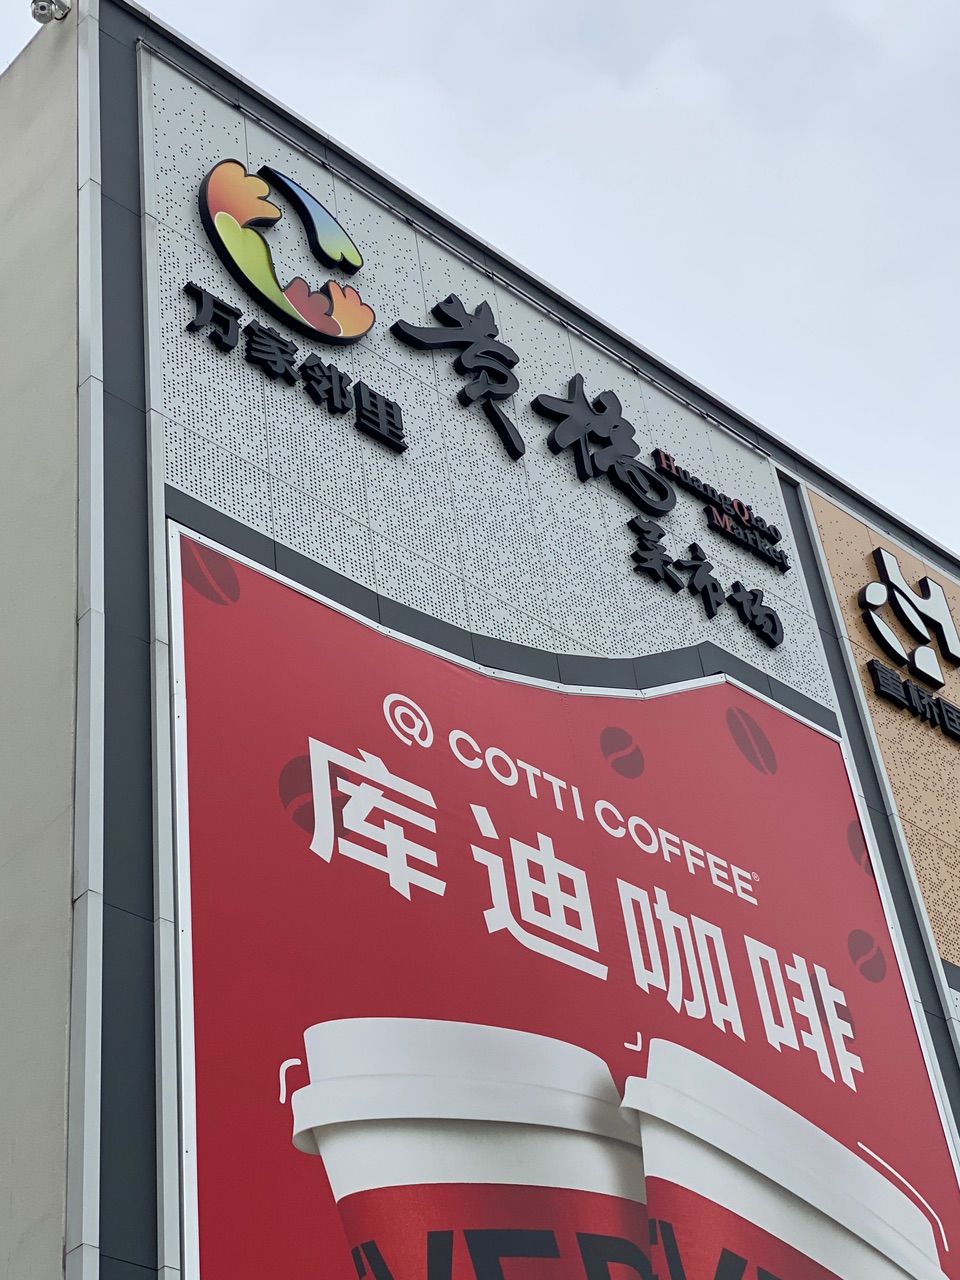 万家邻里
黄桥
HuangQiao
Market
菜市场
@ COTTI COFFEE®
库迪咖啡